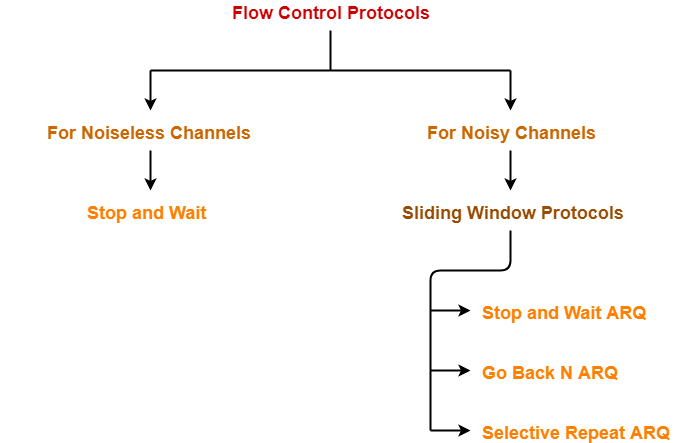 Flow Control Protocols
For Noiseless Channels
For Noisy Channels
Stop and Wait
Sliding Window Protocols
Stop and Wait ARQ
Go Back N ARQ
Selective Repeat ARQ